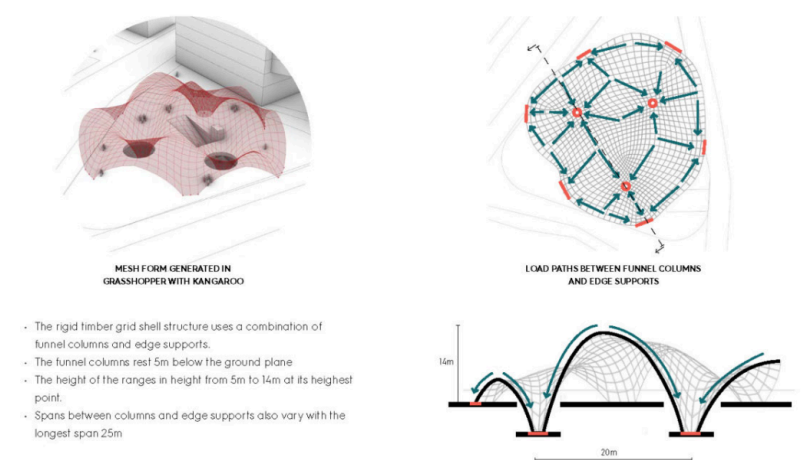 MESH FORM GENERATED IN
GRASSHOPPER WITH KANGAROO
LOAD PATHS BETWEEN FUNNEL COLUMNS
AND EDGE SUPPORTS
- The rigid timber grid shell structure uses a combination of
funnel columns and edge supports.
- The funnel columns rest 5m below the ground plane
- The height of the ranges in height from 5m to 14m at its heighest
point.
- Spans between columns and edge supports also vary with the
longest span 25m
14m
20m